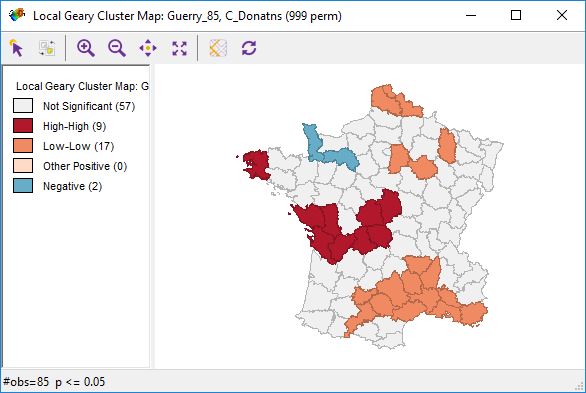 Local Geary Cluster Map: Guerry_85, C_Donatns (999 perm)
Local Geary Cluster Map: G
Not Significant (57)
High-High (9)
Low-Low (17)
Other Positive (0)
Negative (2)
#obs=85 p <= 0.05